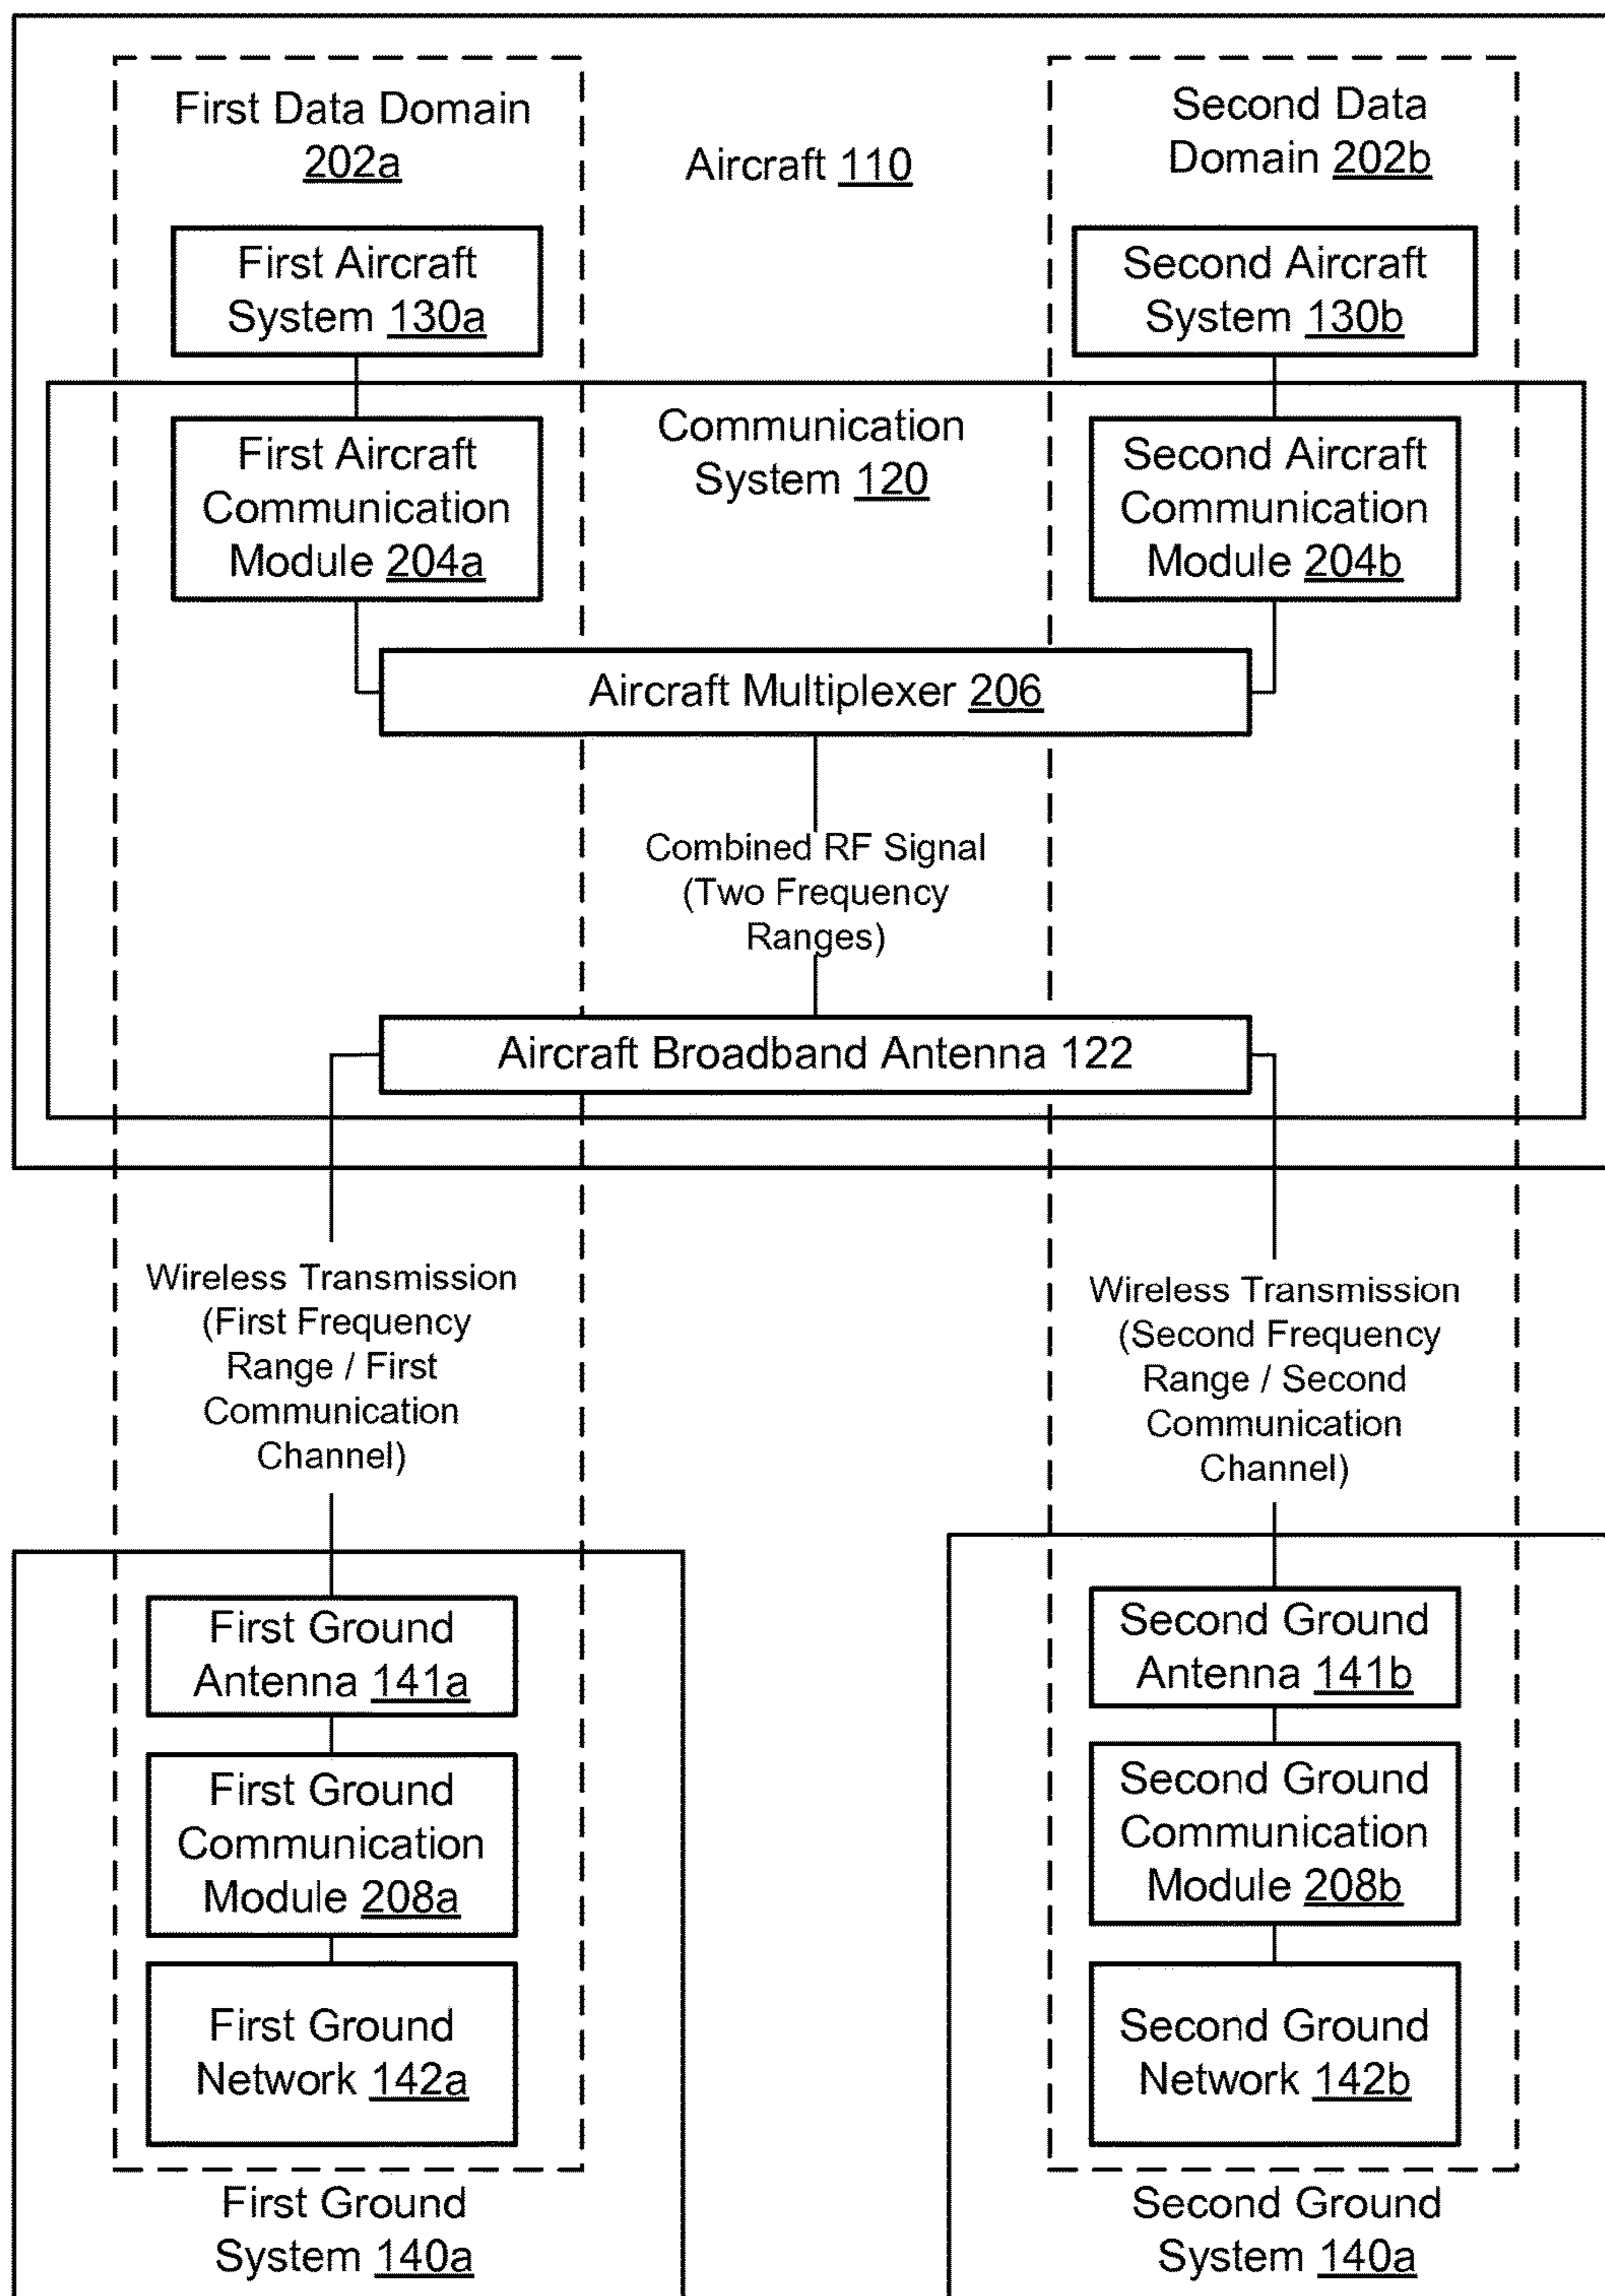 First Data Domain
202a
Aircraft 110
Second Data
Domain 202b
First Aircraft
System 130a
Second Aircraft
System 130b
First Aircraft
Communication
Module 204a
Communication
System 120
Second Aircraft
Communication
Module 204b
Aircraft Multiplexer 206
Combined RF Signal
(Two Frequency
Ranges)
Aircraft Broadband Antenna 122
Wireless Transmission
(First Frequency
Range / First
Communication
Channel)
Wireless Transmission
(Second Frequency
Range / Second
Communication
Channel)
First Ground
Antenna 141a
Second Ground
Antenna 141b
First Ground
Communication
Module 208a
Second Ground
Communication
Module 208b
First Ground
Network 142a
Second Ground
Network 142b
First Ground
System 140a
Second Ground
System 140a